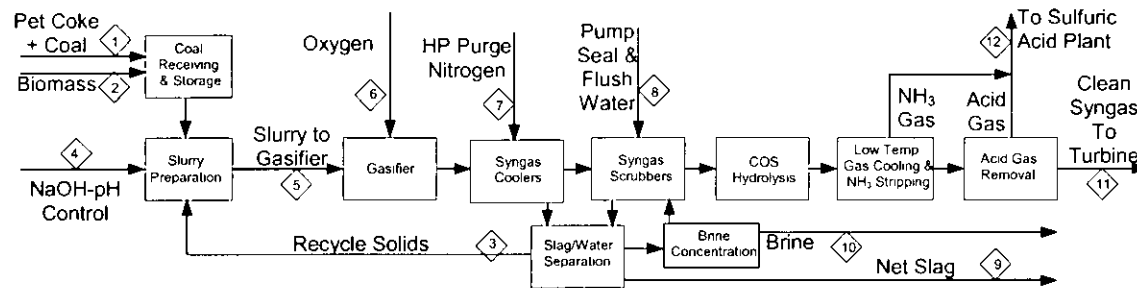 Pet Coke
+ Coal
1
Biomass
2
Coal
Receiving
& Storage
4
NaOH-pH
Control
Slurry
Preparation
Slurry to
Gasifier
5
Oxygen
6
Gasifier
HP Purge
Nitrogen
7
Syngas
Coolers
Pump
Seal &
Flush
Water
8
Syngas
Scrubbers
COS
Hydrolysis
NH3
Gas
Low Temp
Gas Cooling &
NH3 Stripping
Acid
Gas
12
To Sulfuric
Acid Plant
Acid Gas
Removal
Clean
Syngas
To
Turbine
11
Recycle Solids
3
Slag/Water
Separation
Brine
Concentration
Brine
10
Net Slag
9